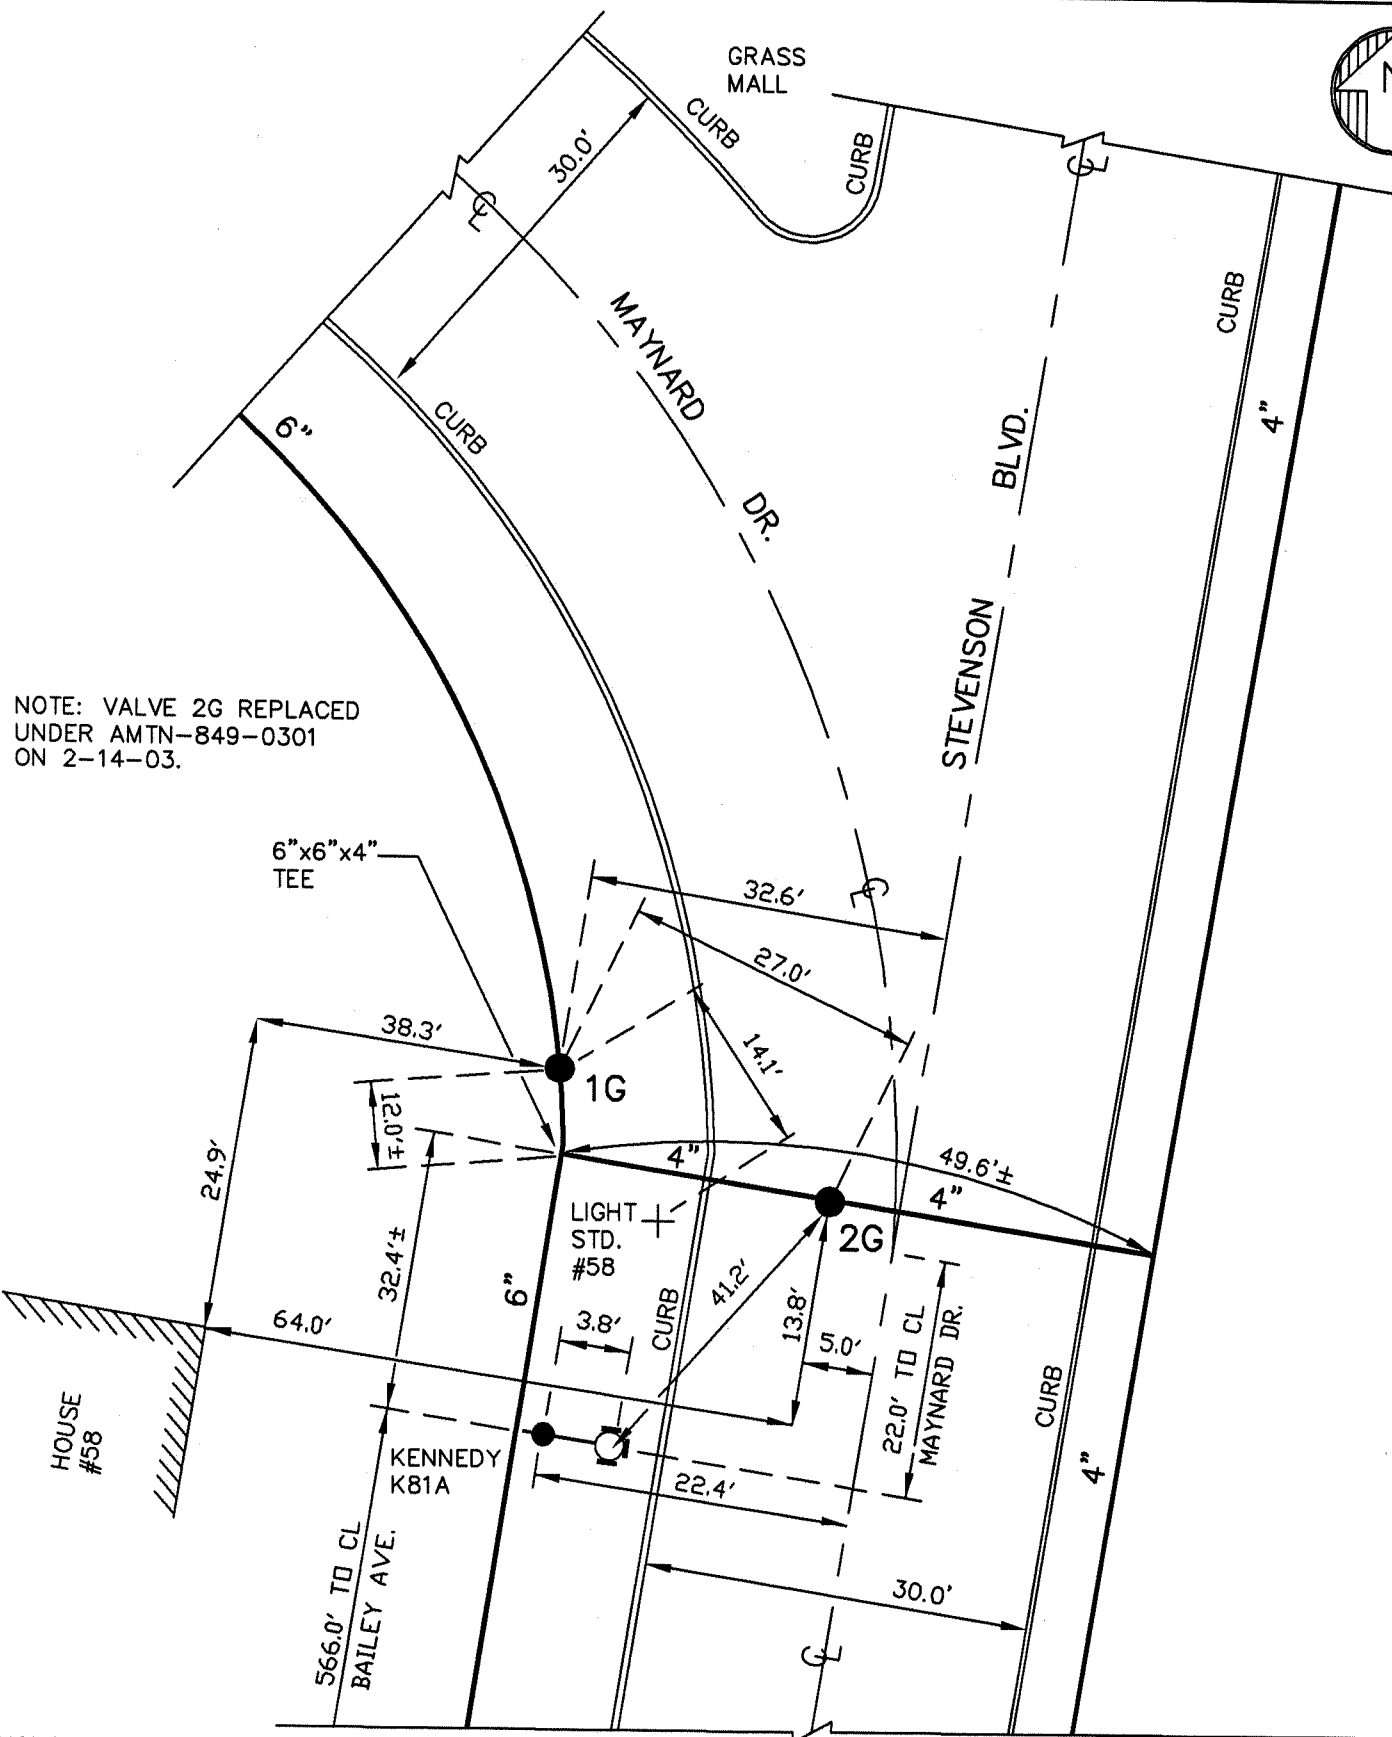 GRASS
MALL
N
CURB
CURB
30.0'
℄
℄
MAYNARD
DR.
CURB
CURB
6"
4"
STEVENSON
BLVD.
NOTE: VALVE 2G REPLACED
UNDER AMTN-849-0301
ON 2-14-03.
6"x6"x4"
TEE
32.6'
℄
27.0'
38.3'
14.1'
1G
12.0'±
24.9'
4"
49.6'±
4"
LIGHT
STD.
#58
2G
32.4'±
6"
41.2'
13.8'
3.8'
CURB
5.0'
22.0' TO CL
MAYNARD DR.
64.0'
HOUSE
#58
KENNEDY
K81A
22.4'
CURB
4"
566.0' TO CL
BAILEY AVE.
30.0'
℄